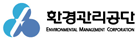 환경관리공단
ENVIRONMENTAL MANAGEMENT CORPORATION